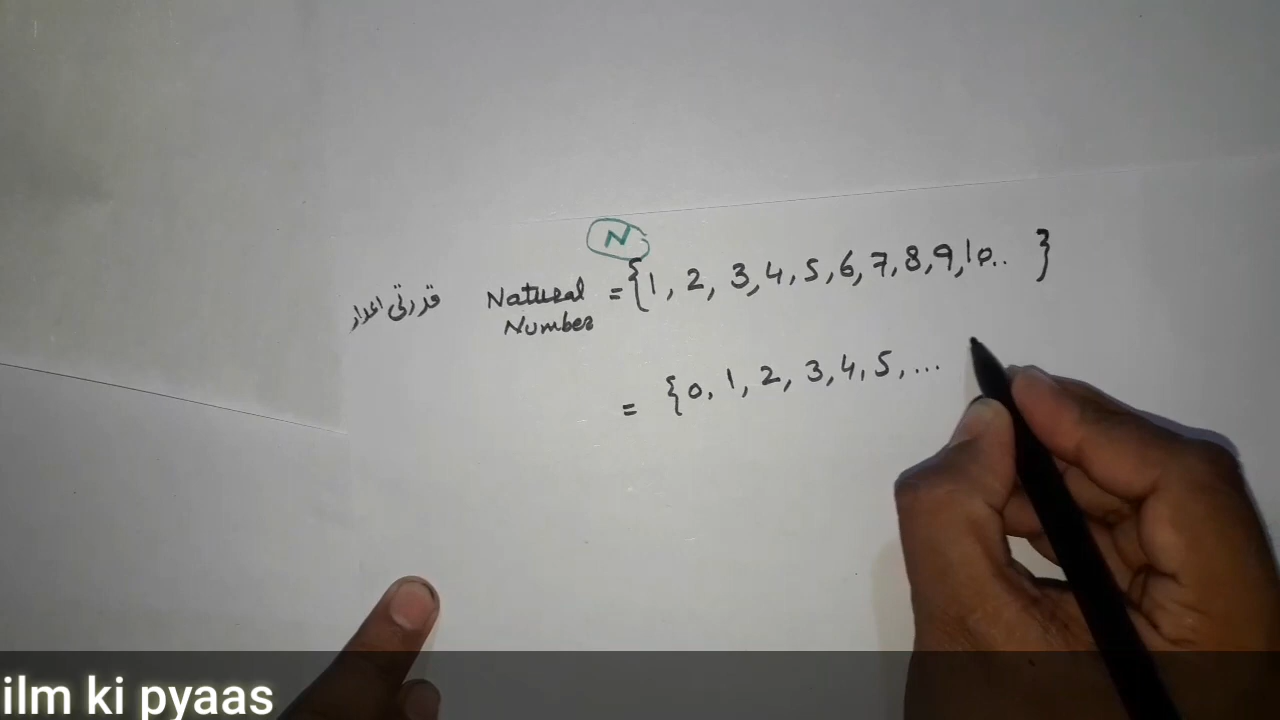 N
قدرتی اعداد Natural = {1, 2, 3, 4, 5, 6, 7, 8, 9, 10.. }
Number
= {0, 1, 2, 3, 4, 5, ...
ilm ki pyaas